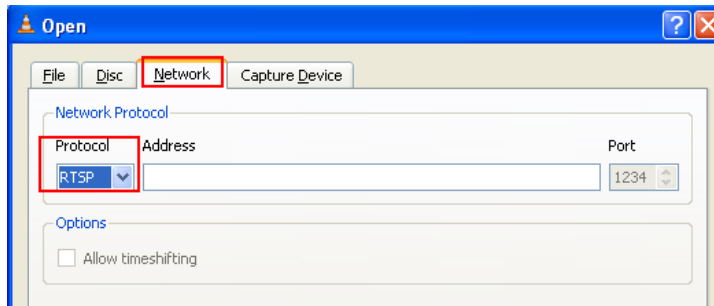 Open
File Disc Network Capture Device
Network Protocol
Protocol Address Port
RTSP 1234
Options
Allow timeshifting